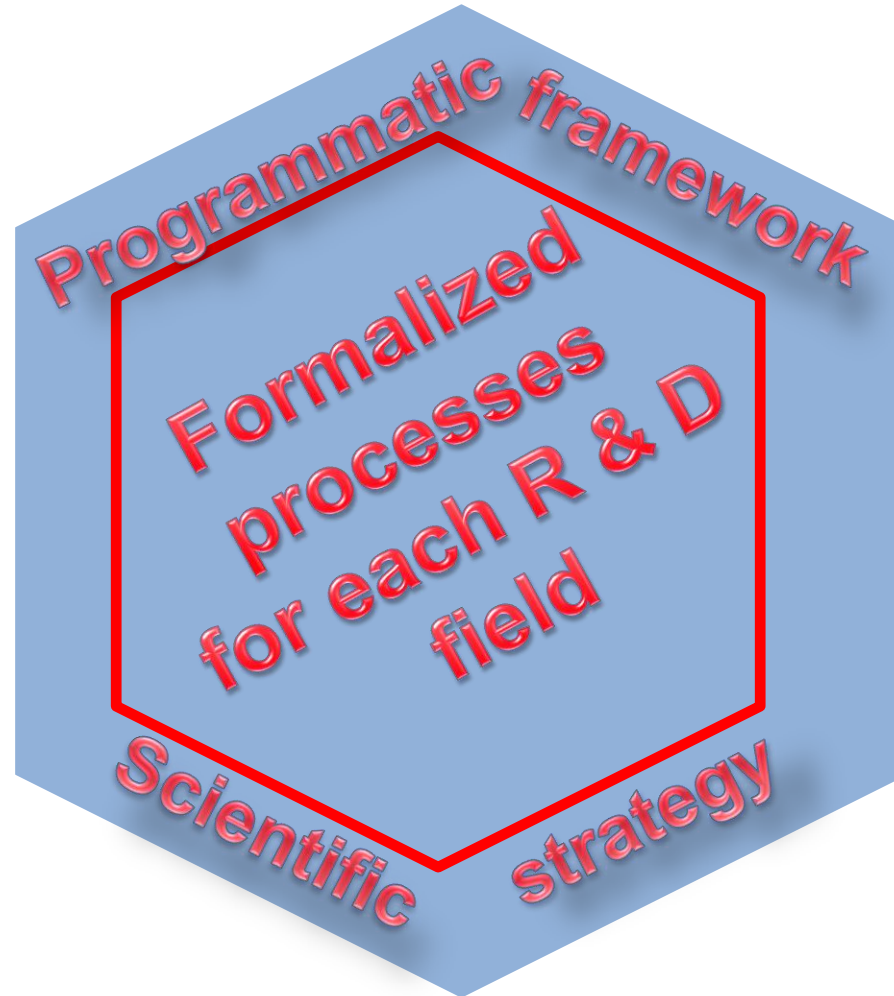 Programmatic framework
Formalized
processes
for each R & D
field
Scientific strategy